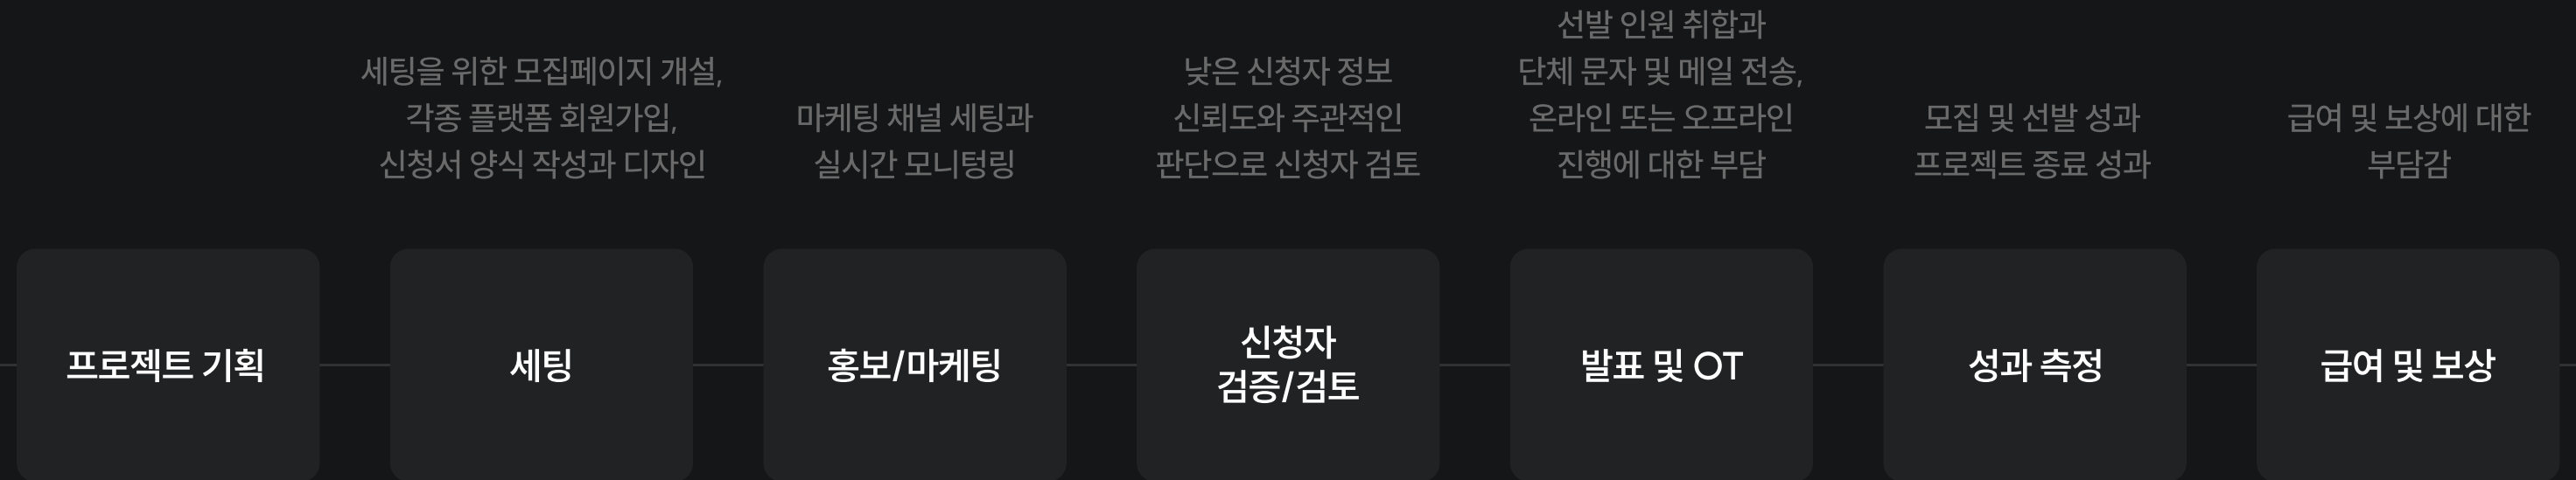 세팅을 위한 모집페이지 개설,
각종 플랫폼 회원가입,
신청서 양식 작성과 디자인
마케팅 채널 세팅과
실시간 모니터링
낮은 신청자 정보
신뢰도와 주관적인
판단으로 신청자 검토
선발 인원 취합과
단체 문자 및 메일 전송,
온라인 또는 오프라인
진행에 대한 부담
모집 및 선발 성과
프로젝트 종료 성과
급여 및 보상에 대한
부담감
프로젝트 기획
세팅
홍보/마케팅
신청자
검증/검토
발표 및 OT
성과 측정
급여 및 보상